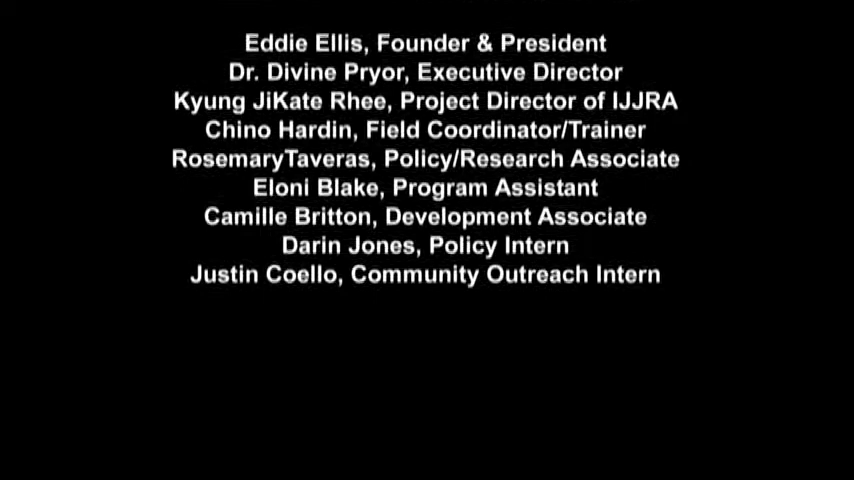 Eddie Ellis, Founder & President
Dr. Divine Pryor, Executive Director
Kyung JiKate Rhee, Project Director of IJJRA
Chino Hardin, Field Coordinator/Trainer
RosemaryTaveras, Policy/Research Associate
Eloni Blake, Program Assistant
Camille Britton, Development Associate
Darin Jones, Policy Intern
Justin Coello, Community Outreach Intern